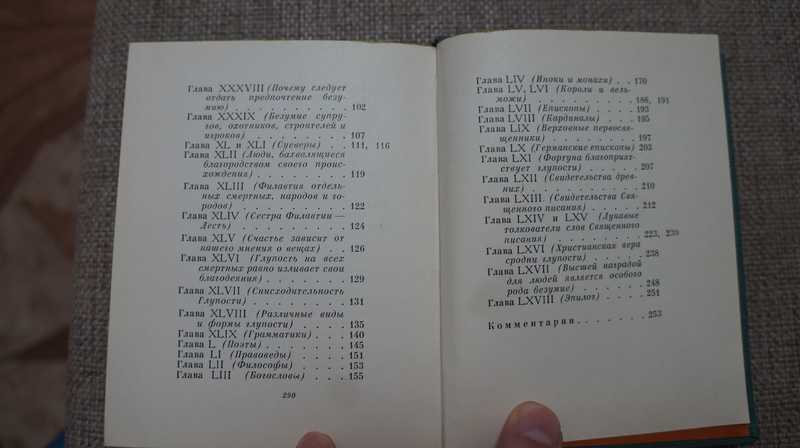 Глава XXXVIII (Почему следует
отдать предпочтение безу-
мию) . . . . . . . . . 102
Глава XXXIX (Безумие супру-
гов, охотников, строителей и
игроков) . . . . . . . . 107
Глава XL и XLI (Суеверы) . . 111, 116
Глава XLII (Люди, бахвалящиеся
благородством своего проис-
хождения) . . . . . . . . 119
Глава XLIII (Филавтия отдель-
ных смертных, народов и го-
родов) . . . . . . . . . 122
Глава XLIV (Сестра Филавтии —
Лесть) . . . . . . . . . 124
Глава XLV (Счастье зависит от
нашего мнения о вещах) . . 126
Глава XLVI (Глупость на всех
смертных равно изливает свои
благодеяния) . . . . . . . 129
Глава XLVII (Снисходительность
Глупости) . . . . . . . . 131
Глава XLVIII (Различные виды
и формы глупости) . . . 135
Глава XLIX (Грамматики) . . . 140
Глава L (Поэты) . . . . . . 145
Глава LI (Правоведы) . . . . 151
Глава LII (Философы) . . . . 153
Глава LIII (Богословы) . . . . 155
290
Глава LIV (Иноки и монахи) . . 170
Глава LV, LVI (Короли и вель-
можи) . . . . . . . . . 186, 191
Глава LVII (Епископы) . . . . 193
Глава LVIII (Кардиналы) . . . 195
Глава LIX (Верховные первосвя-
щенники) . . . . . . . . 197
Глава LX (Германские епископы) 203
Глава LXI (Фортуна благоприят-
ствует глупости) . . . . . 207
Глава LXII (Свидетельства древ-
них) . . . . . . . . . . 210
Глава LXIII. (Свидетельства Свя-
щенного писания) . . . . . 212
Глава LXIV и LXV (Лукавые
толкователи слов Священного
писания) . . . . . . . . 223, 230
Глава LXVI (Христианская вера
сродни глупости) . . . . . 238
Глава LXVII (Высшей наградой
для людей является особого
рода безумие) . . . . . . 248
Глава LXVIII (Эпилог) . . . . 251
Комментарии . . . . . . . 253